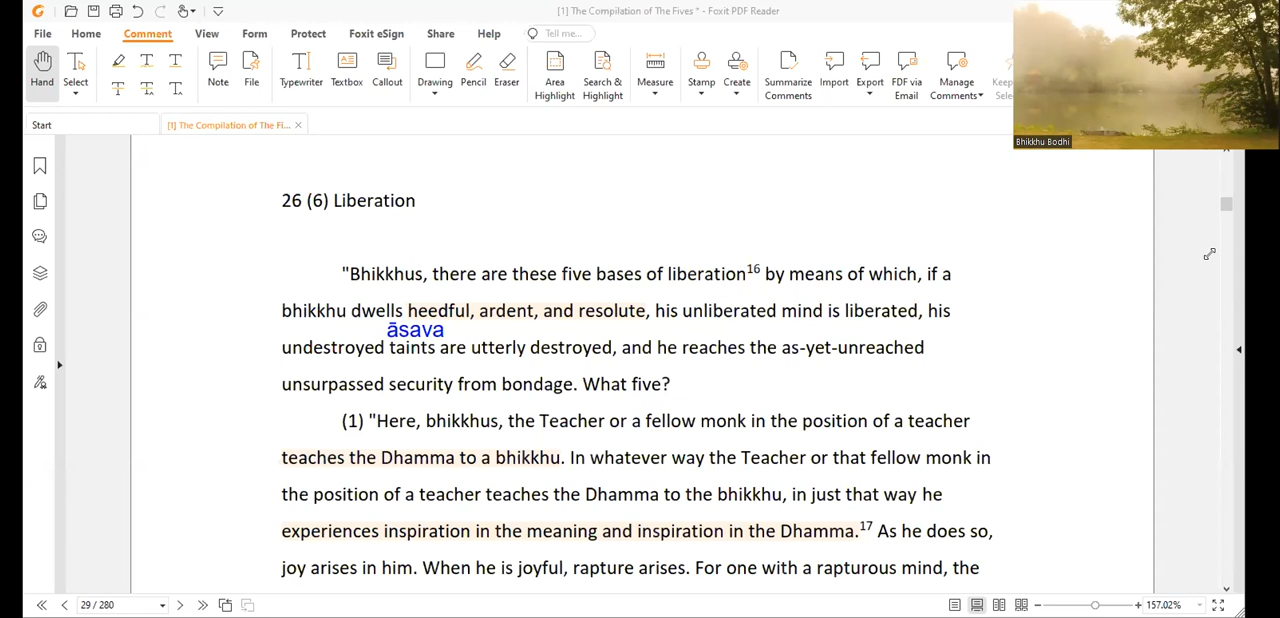 [1] The Compilation of The Fives * - Foxit PDF Reader
File Home Comment View Form Protect Foxit eSign Share Help Tell me...
Hand Select Note File Typewriter Textbox Callout Drawing Pencil Eraser Area Highlight Search & Highlight Measure Stamp Create Summarize Comments Import Export FDF via Email Manage Comments
Bhikkhu Bodhi
Start [1] The Compilation of The Fi...
26 (6) Liberation
"Bhikkhus, there are these five bases of liberation16 by means of which, if a
bhikkhu dwells heedful, ardent, and resolute, his unliberated mind is liberated, his
āsava
undestroyed taints are utterly destroyed, and he reaches the as-yet-unreached
unsurpassed security from bondage. What five?
(1) "Here, bhikkhus, the Teacher or a fellow monk in the position of a teacher
teaches the Dhamma to a bhikkhu. In whatever way the Teacher or that fellow monk in
the position of a teacher teaches the Dhamma to the bhikkhu, in just that way he
experiences inspiration in the meaning and inspiration in the Dhamma.17 As he does so,
joy arises in him. When he is joyful, rapture arises. For one with a rapturous mind, the
29 / 280 157.02%